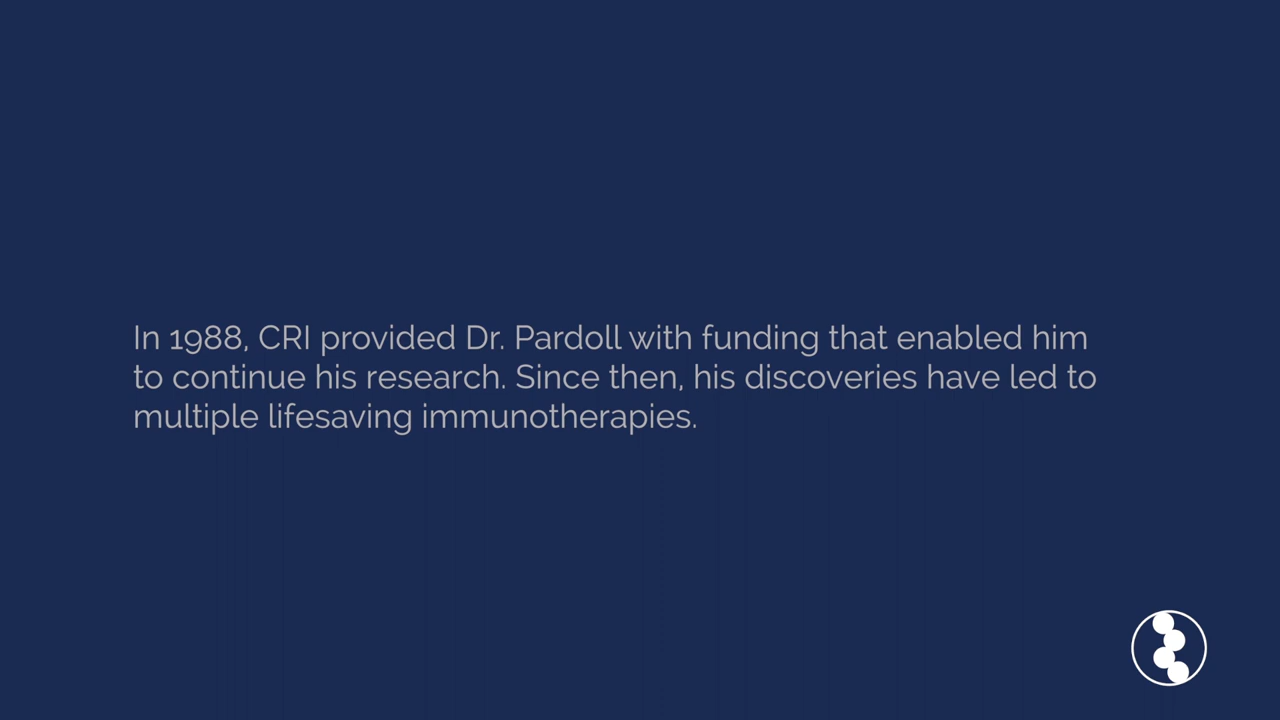 In 1988, CRI provided Dr. Pardoll with funding that enabled him
to continue his research. Since then, his discoveries have led to
multiple lifesaving immunotherapies.